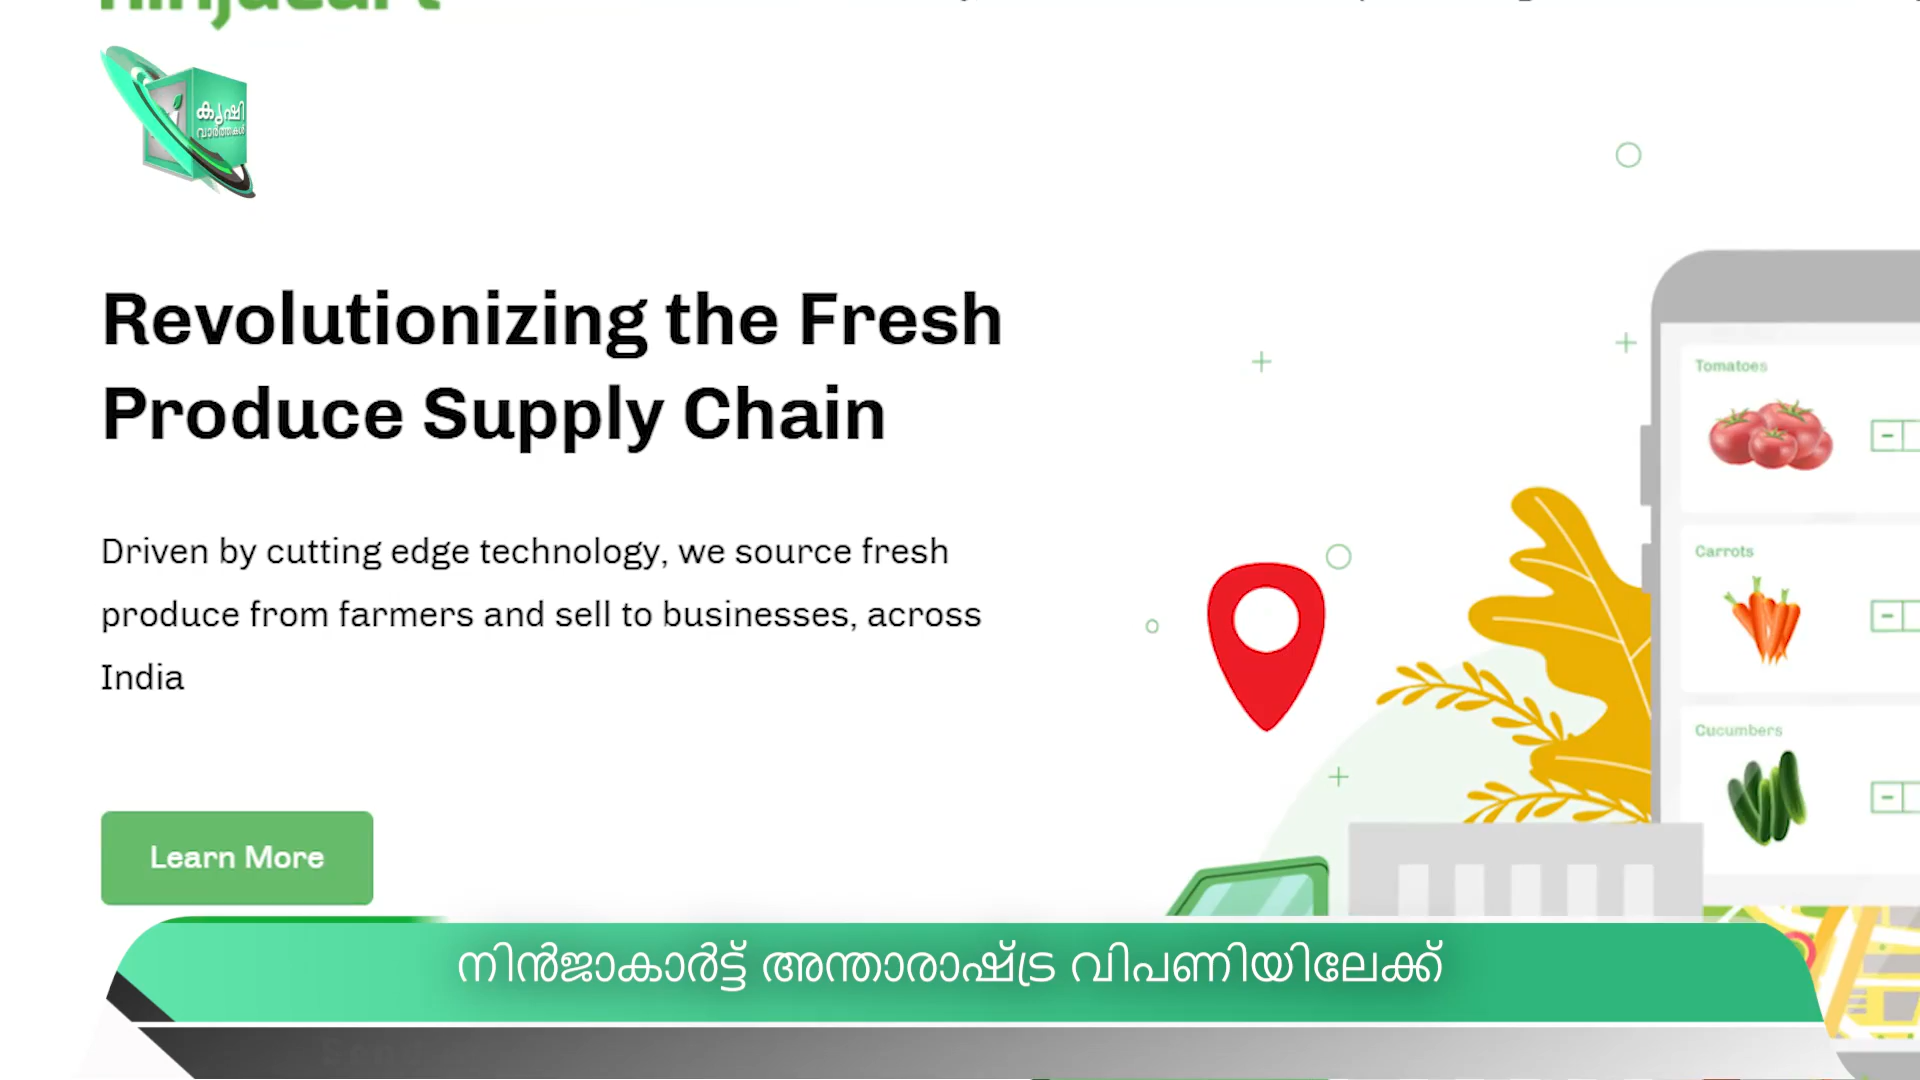 കൃഷി
വാർത്തകൾ
Revolutionizing the Fresh
Produce Supply Chain
Driven by cutting edge technology, we source fresh
produce from farmers and sell to businesses, across
India
Learn More
Tomatoes
Carrots
Cucumbers
നിൻജാകാർട്ട് അന്താരാഷ്ട്ര വിപണിയിലേക്ക്